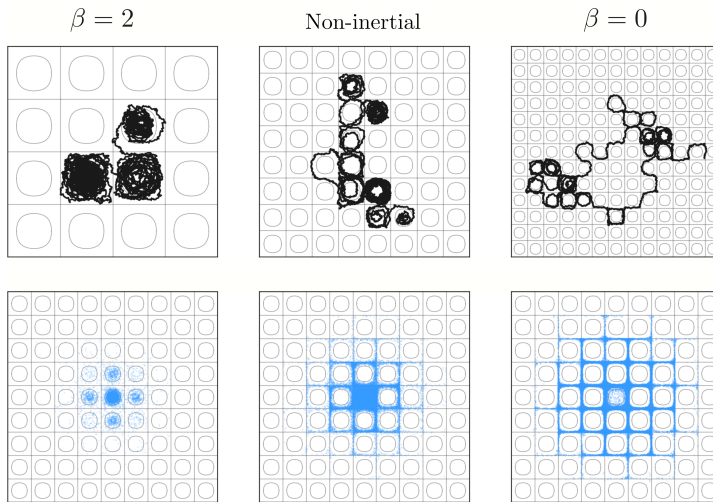 β = 2
Non-inertial
β = 0